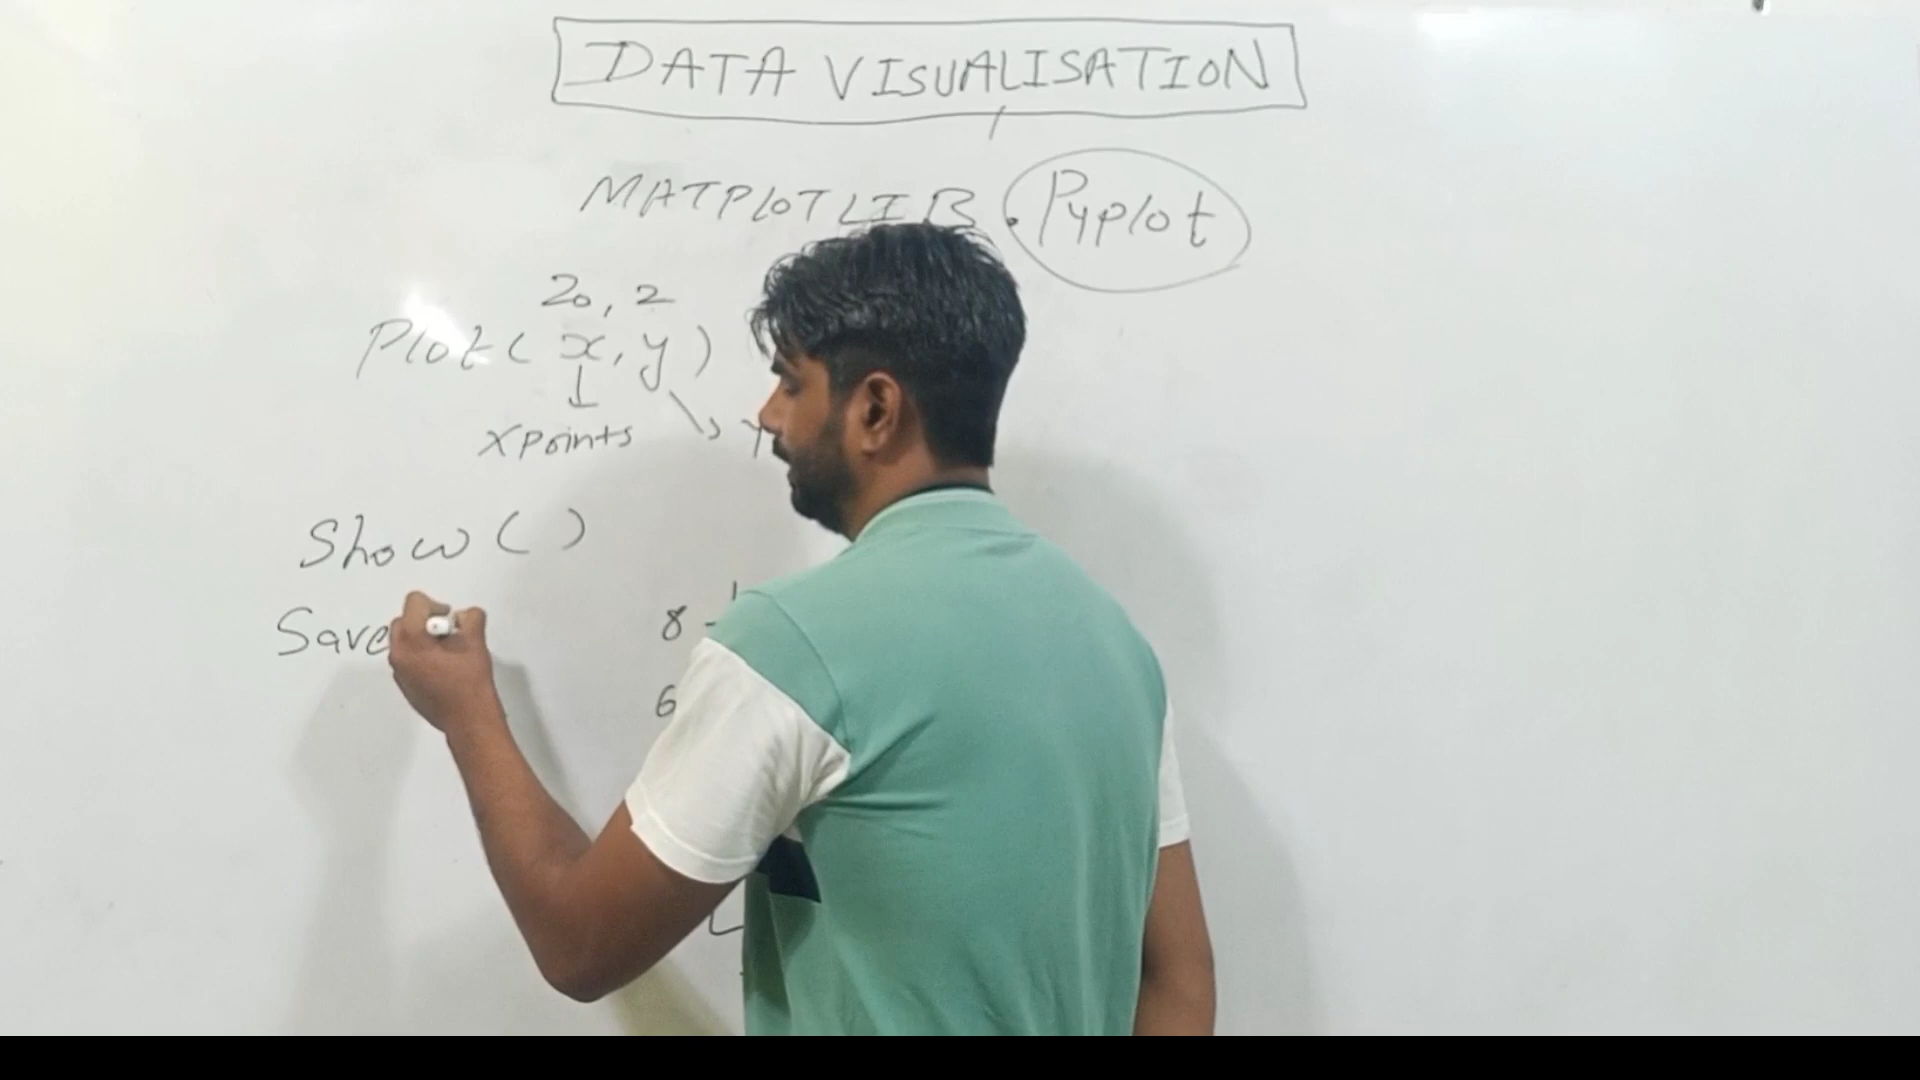 DATA VISUALISATION
MATPLOTLIB.Pyplot
20, 2
Plot(x,y)
xpoints y
Show()
Save
8
6